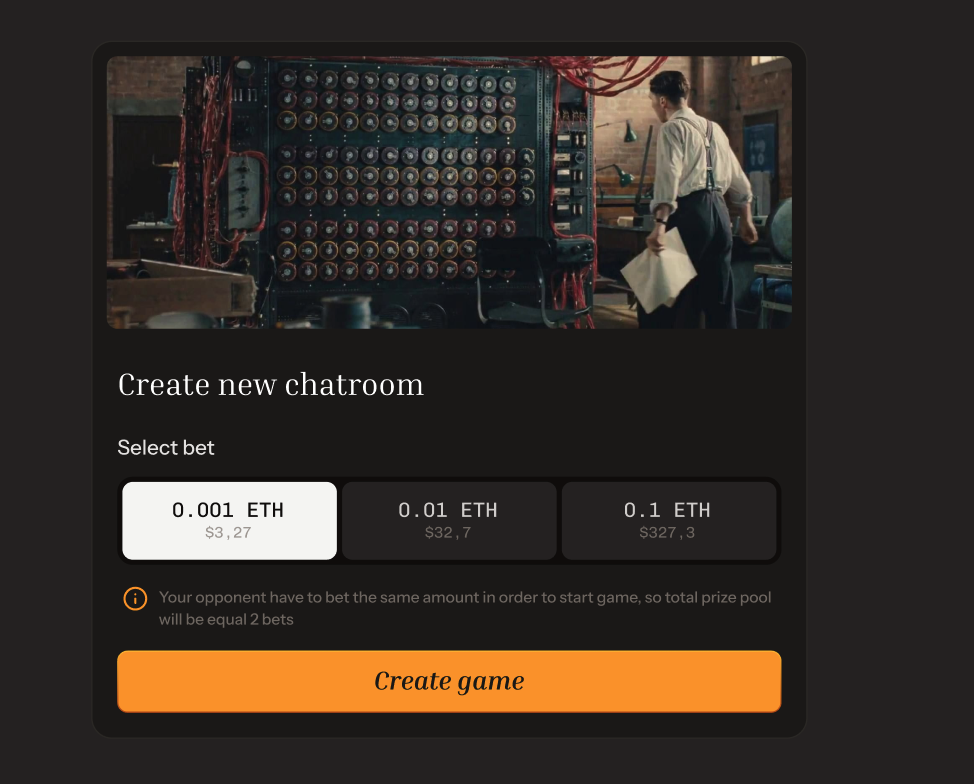 Create new chatroom
Select bet
0.001 ETH
$3,27
0.01 ETH
$32,7
0.1 ETH
$327,3
Your opponent have to bet the same amount in order to start game, so total prize pool
will be equal 2 bets
Create game